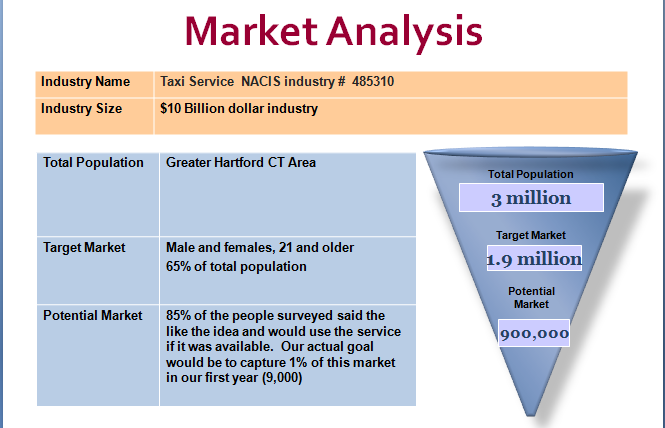 Market Analysis
Industry Name Taxi Service NACIS industry # 485310
Industry Size $10 Billion dollar industry
Total Population Greater Hartford CT Area
Target Market Male and females, 21 and older
65% of total population
Potential Market 85% of the people surveyed said the
like the idea and would use the service
if it was available. Our actual goal
would be to capture 1% of this market
in our first year (9,000)
Total Population
3 million
Target Market
1.9 million
Potential
Market
900,000